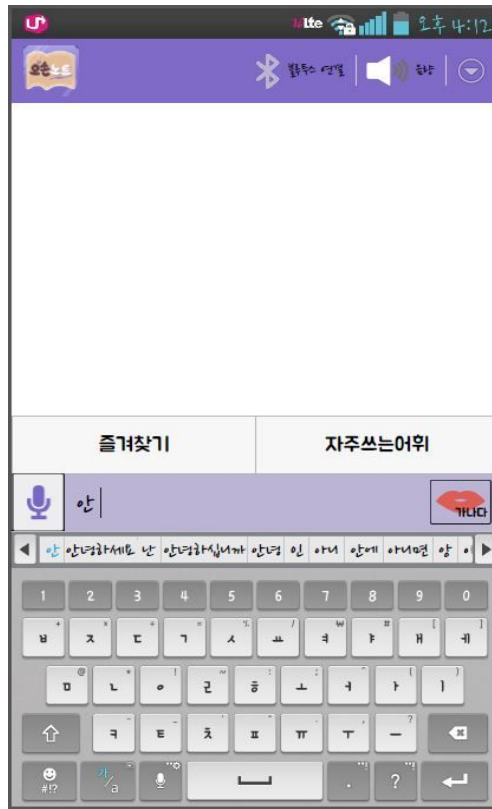 U+ lte 오후 4:12
오손노트 블루투스 연결 음량
즐겨찾기 자주쓰는어휘
안 가나다
안 안녕하세요 난 안녕하십니까 안녕 인 아니 안에 아니면 앙
1 2 3 4 5 6 7 8 9 0
ㅂ ㅈ ㄷ ㄱ ㅅ ㅛ ㅕ ㅑ ㅐ ㅔ
ㅁ ㄴ ㅇ ㄹ ㅎ ㅗ ㅓ ㅏ ㅣ
ㅋ ㅌ ㅊ ㅍ ㅠ ㅜ ㅡ
#!? 가/a . ?